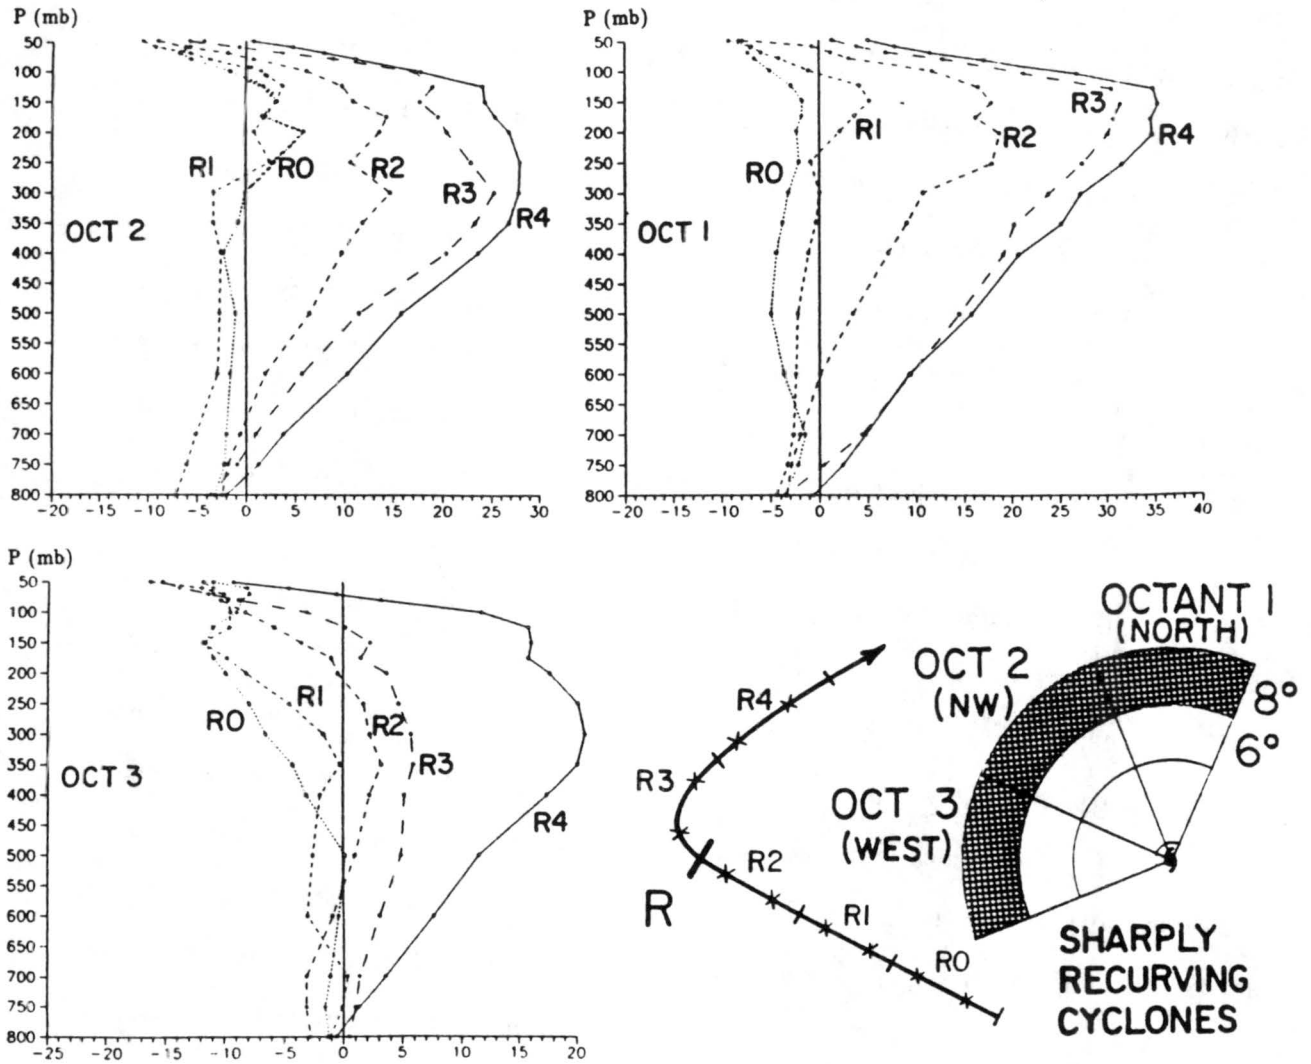 P (mb)
50
100
150
200
250
300
350
400
450
500
550
600
650
700
750
800
R1
R0
R2
R3
R4
OCT 2
-20 -15 -10 -5 0 5 10 15 20 25 30
P (mb)
50
100
150
200
250
300
350
400
450
500
550
600
650
700
750
800
R3
R1
R4
R2
R0
OCT 1
-20 -15 -10 -5 0 5 10 15 20 25 30 35 40
P (mb)
50
100
150
200
250
300
350
400
450
500
550
600
650
700
750
800
R1
R0
R2
R3
OCT 3
R4
-25 -20 -15 -10 -5 0 5 10 15 20
OCTANT 1
(NORTH)
OCT 2
(NW)
8°
6°
OCT 3
(WEST)
R4
R3
R2
R
R1
R0
SHARPLY
RECURVING
CYCLONES